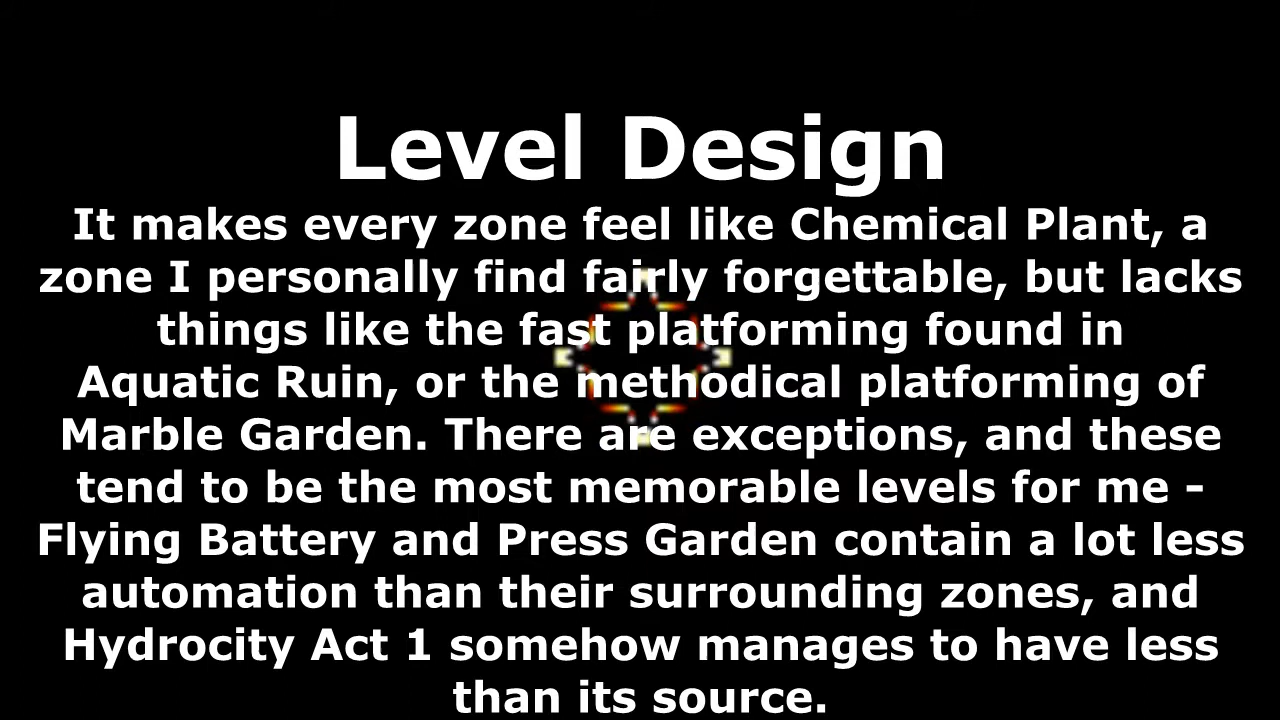 Level Design
It makes every zone feel like Chemical Plant, a
zone I personally find fairly forgettable, but lacks
things like the fast platforming found in
Aquatic Ruin, or the methodical platforming of
Marble Garden. There are exceptions, and these
tend to be the most memorable levels for me -
Flying Battery and Press Garden contain a lot less
automation than their surrounding zones, and
Hydrocity Act 1 somehow manages to have less
than its source.